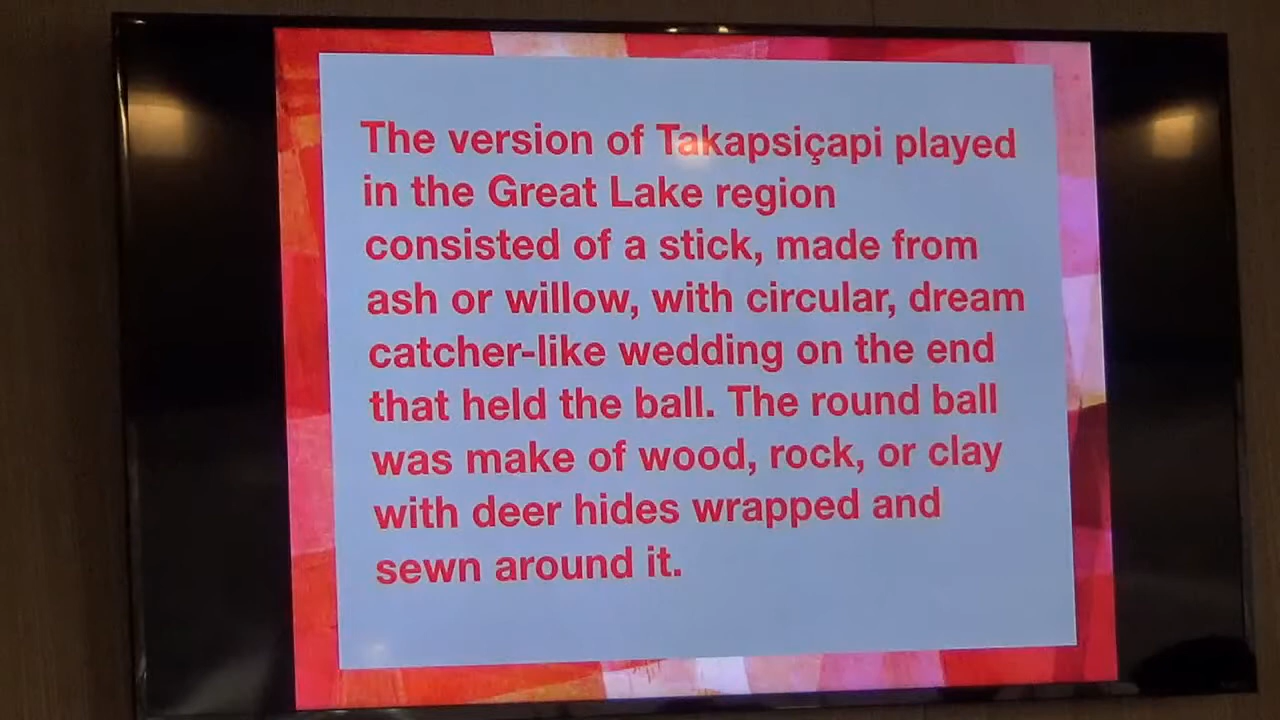 The version of Takapsiçapi played
in the Great Lake region
consisted of a stick, made from
ash or willow, with circular, dream
catcher-like wedding on the end
that held the ball. The round ball
was make of wood, rock, or clay
with deer hides wrapped and
sewn around it.